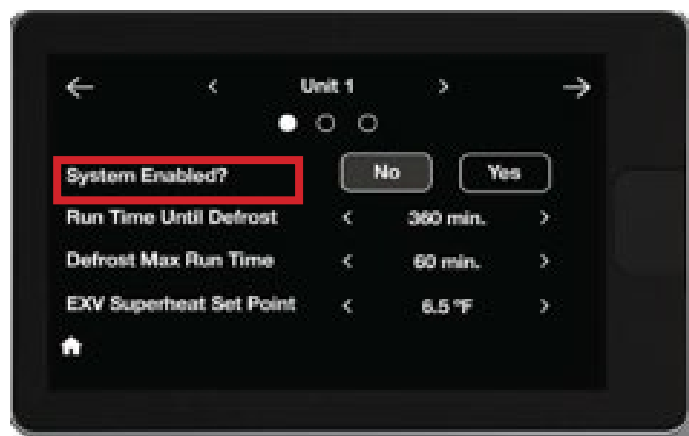 Unit 1
System Enabled? No Yes
Run Time Until Defrost 360 min.
Defrost Max Run Time 60 min.
EXV Superheat Set Point 6.5 °F